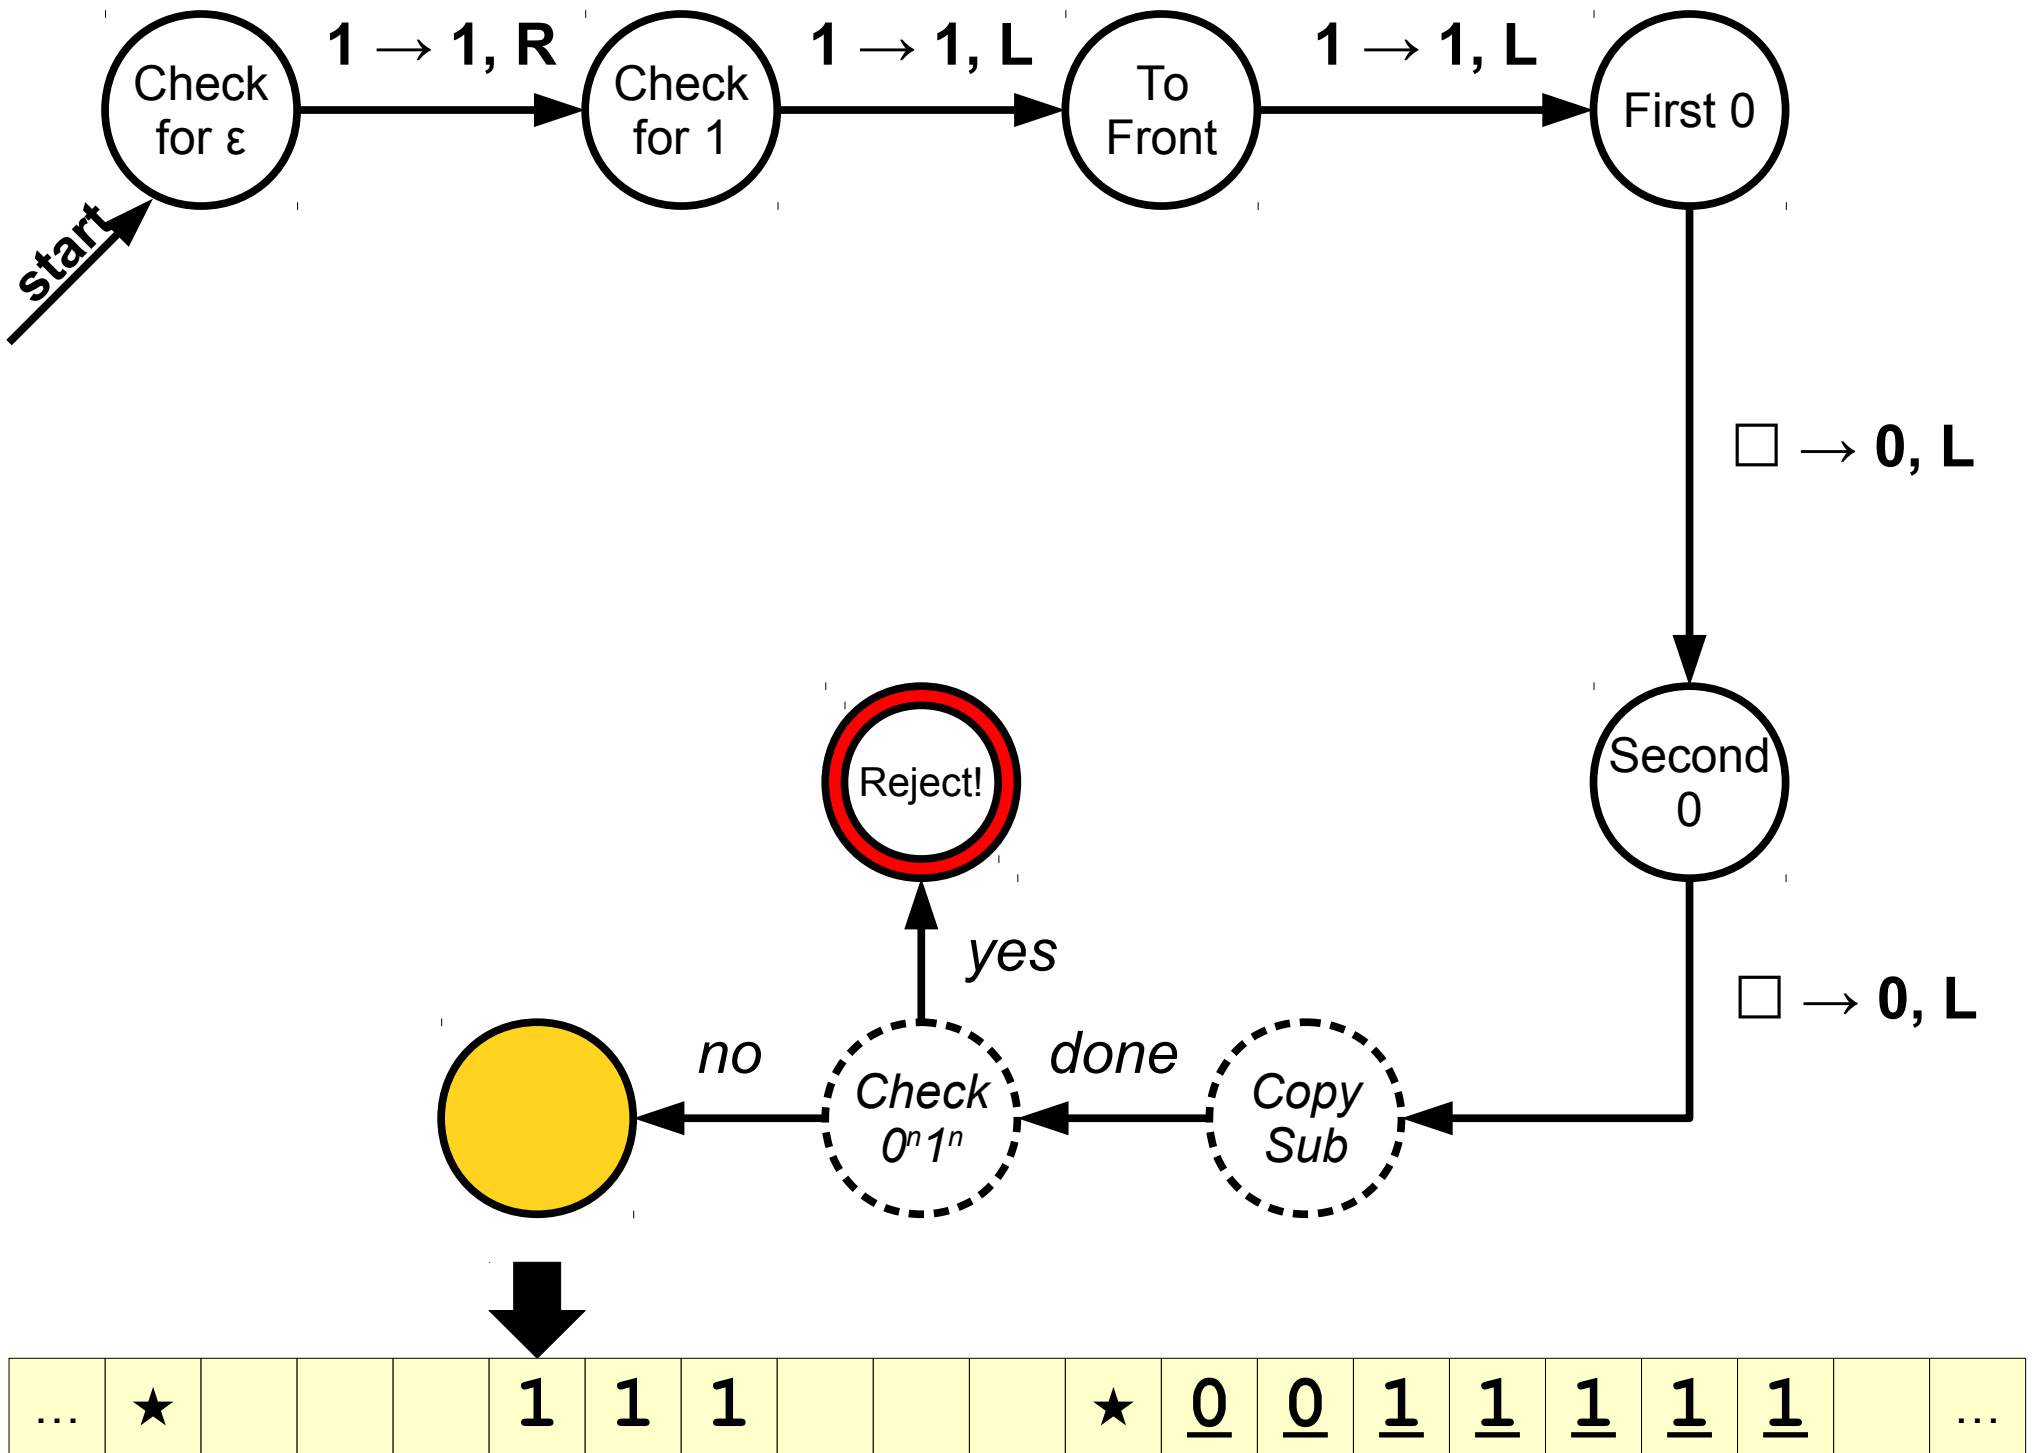 1 → 1, R
1 → 1, L
1 → 1, L
Check
for ε
Check
for 1
To
Front
First 0
start
□ → 0, L
Reject!
Second
0
yes
□ → 0, L
no
done
Check
0ⁿ1ⁿ
Copy
Sub
… ★ 1 1 1 ★ 0 0 1 1 1 1 1 …